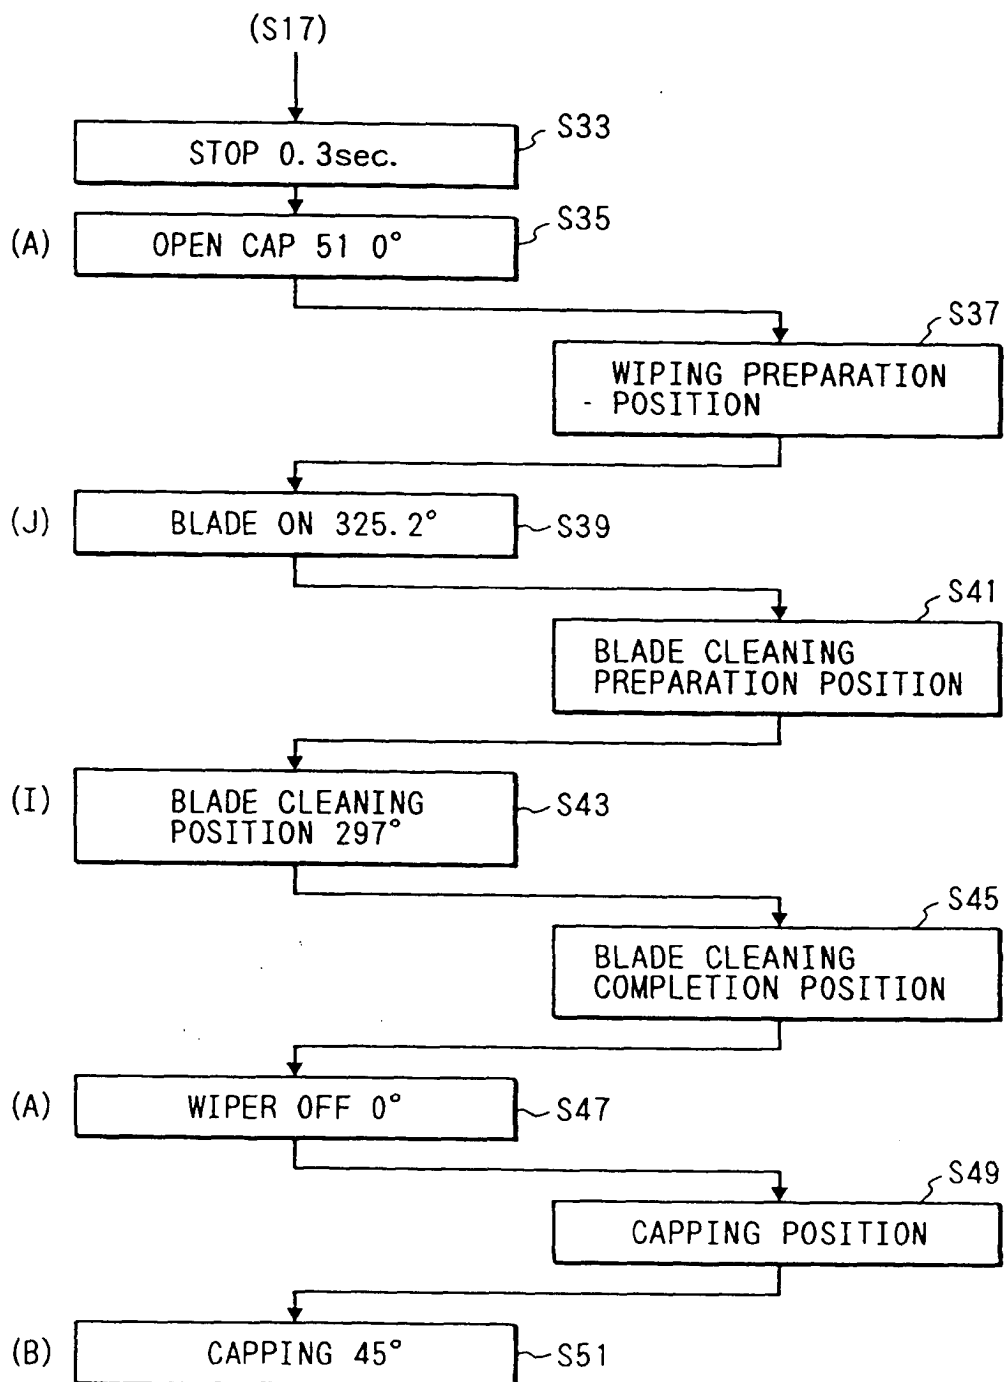 (S17)
STOP 0.3sec.
S33
(A)
OPEN CAP 51 0°
S35
S37
WIPING PREPARATION
POSITION
(J)
BLADE ON 325.2°
S39
S41
BLADE CLEANING
PREPARATION POSITION
(I)
BLADE CLEANING
POSITION 297°
S43
S45
BLADE CLEANING
COMPLETION POSITION
(A)
WIPER OFF 0°
S47
S49
CAPPING POSITION
(B)
CAPPING 45°
S51